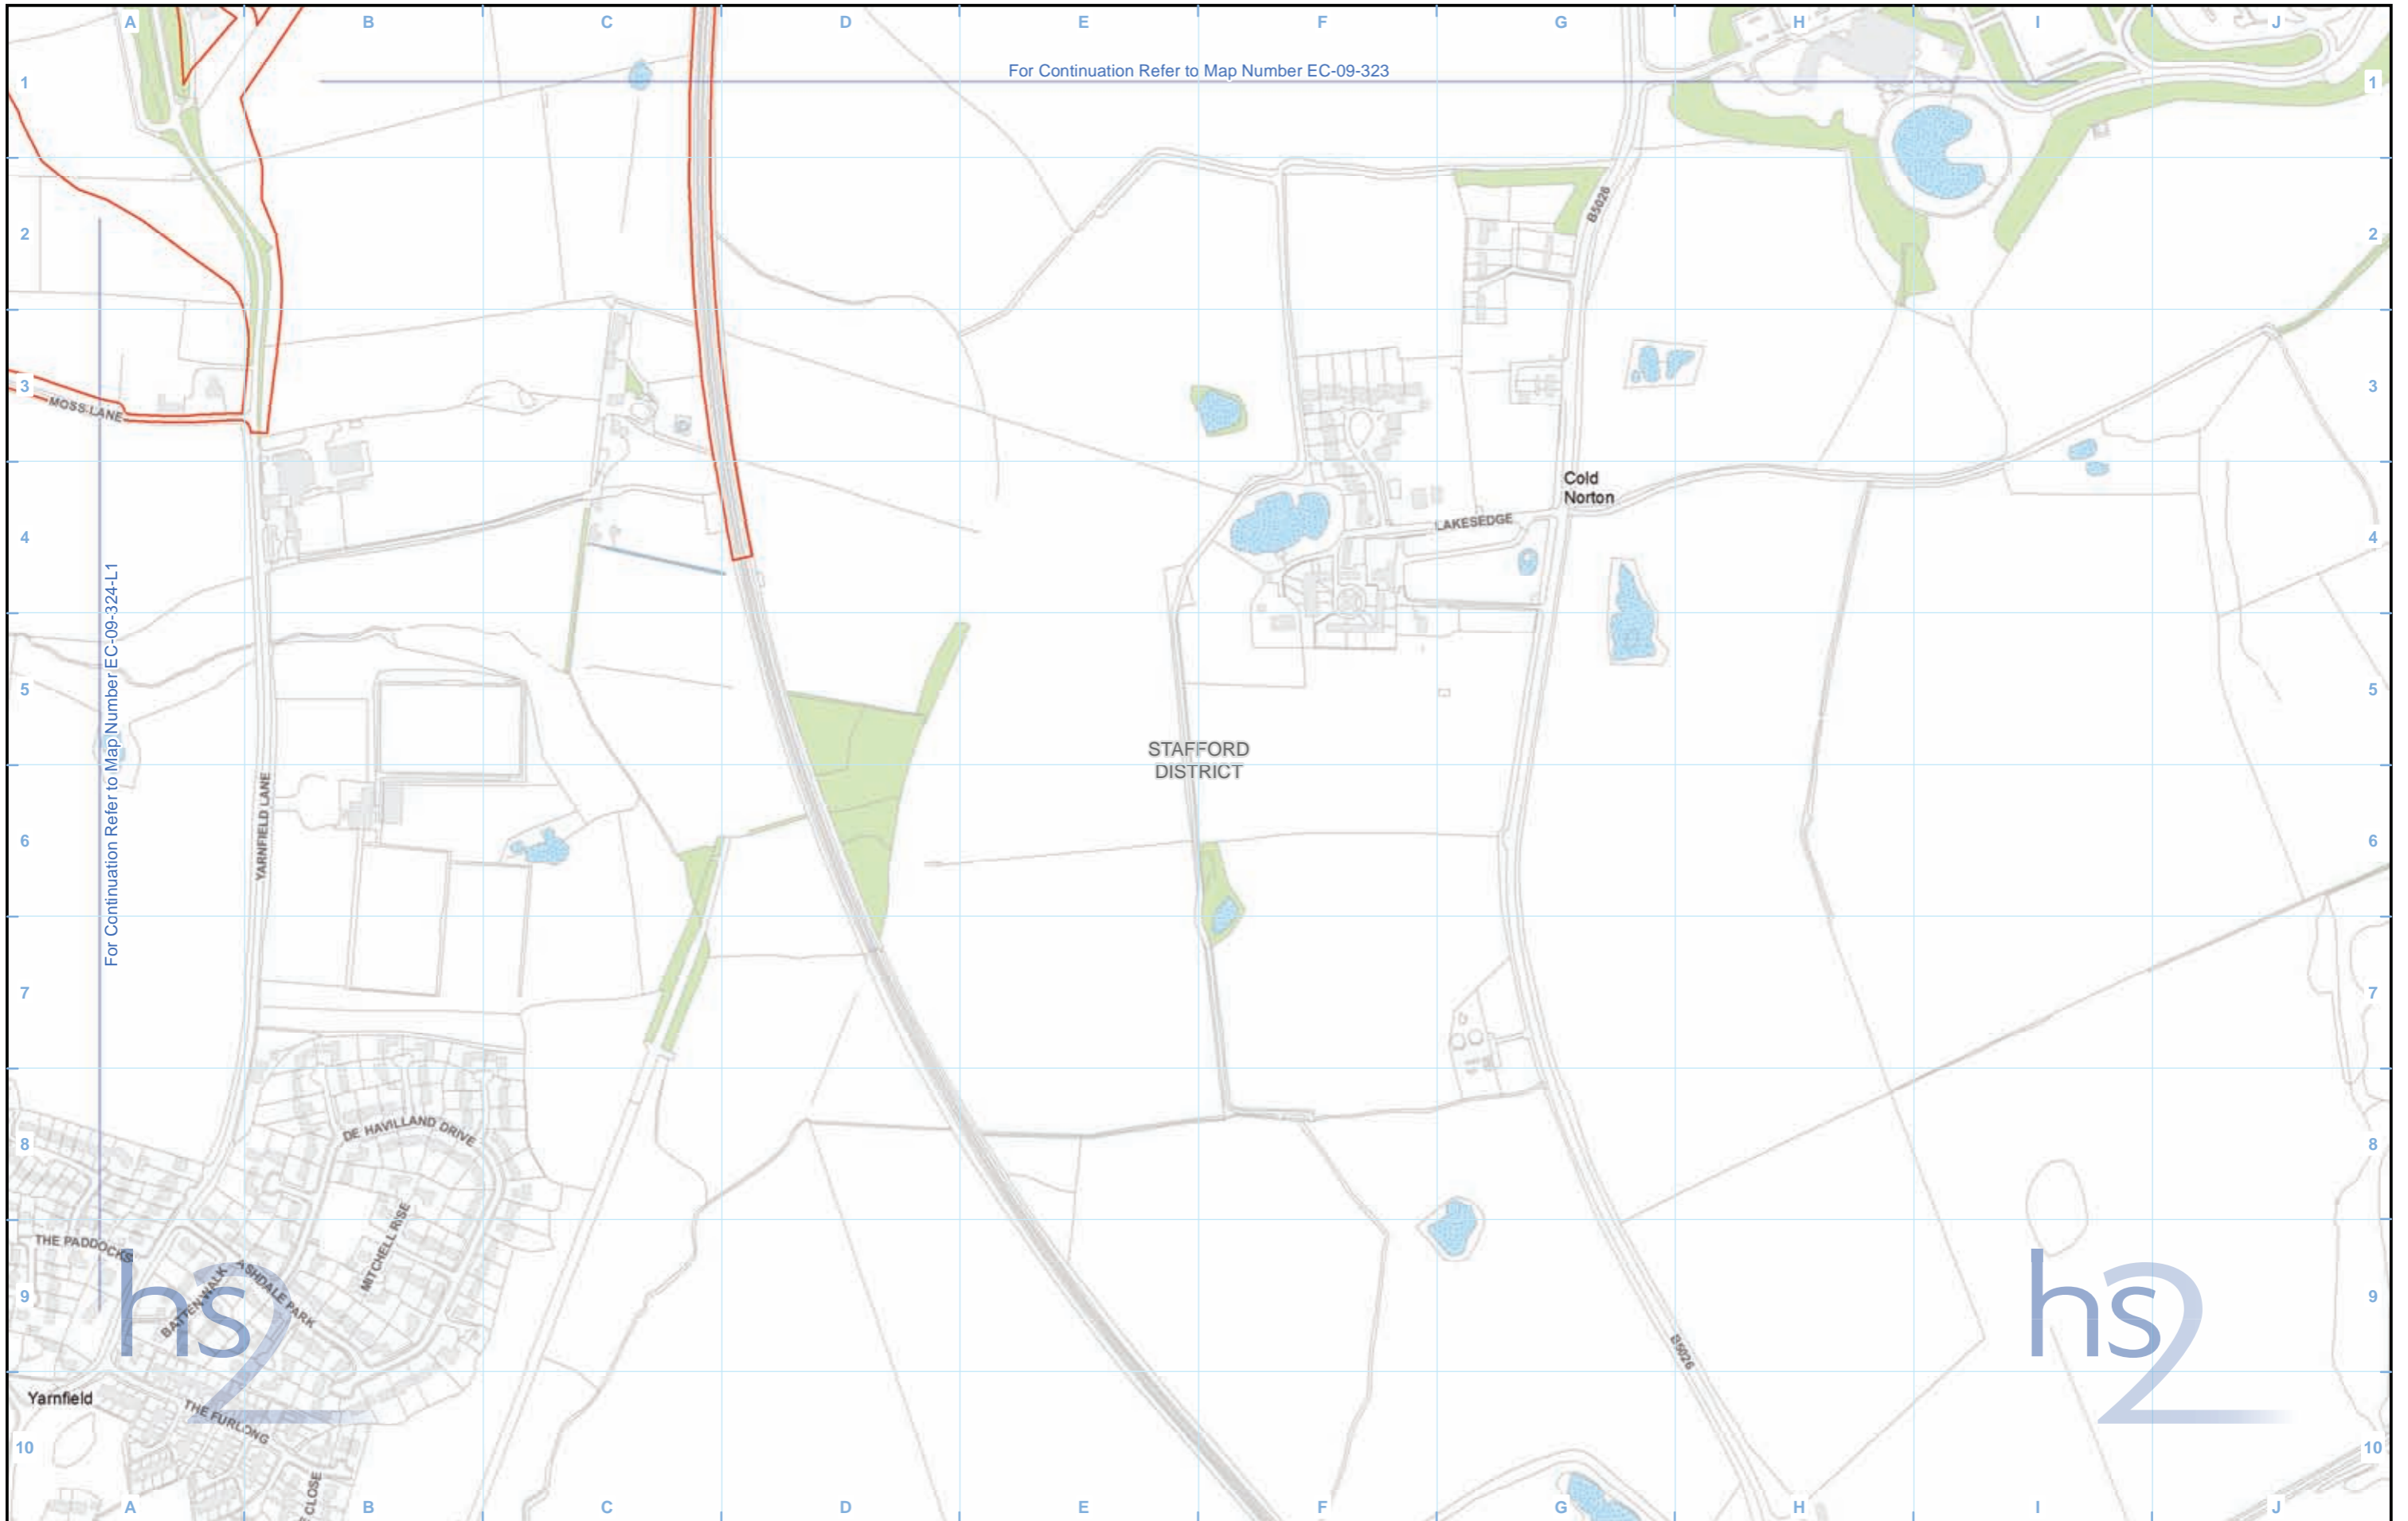 A B C D E F G H I J
For Continuation Refer to Map Number EC-09-323
1 1
B5026
2 2
3 3
MOSS LANE
Cold
Norton
LAKESEDGE
4 4
For Continuation Refer to Map Number EC-09-324-L1
5 5
STAFFORD
DISTRICT
YARNFIELD LANE
6 6
7 7
DE HAVILLAND DRIVE
8 8
MITCHELL RISE
THE PADDOCKS
BATTEN WALK
ASHDALE PARK
9 9
hs2
hs2
B5026
Yarnfield
THE FURLONG
10 10
CLOSE
A B C D E F G H I J